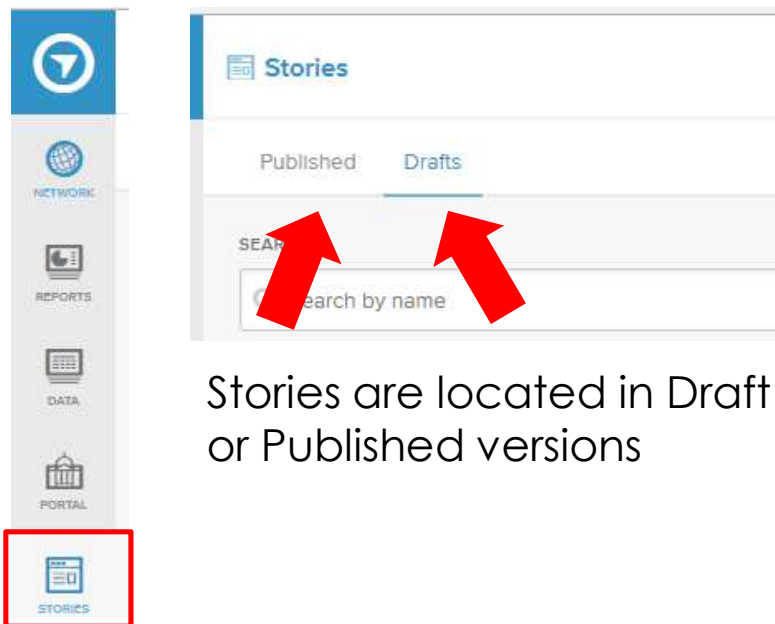 NETWORK
REPORTS
DATA
PORTAL
STORIES
Stories
Published Drafts
SEAR
earch by name
Stories are located in Draft
or Published versions